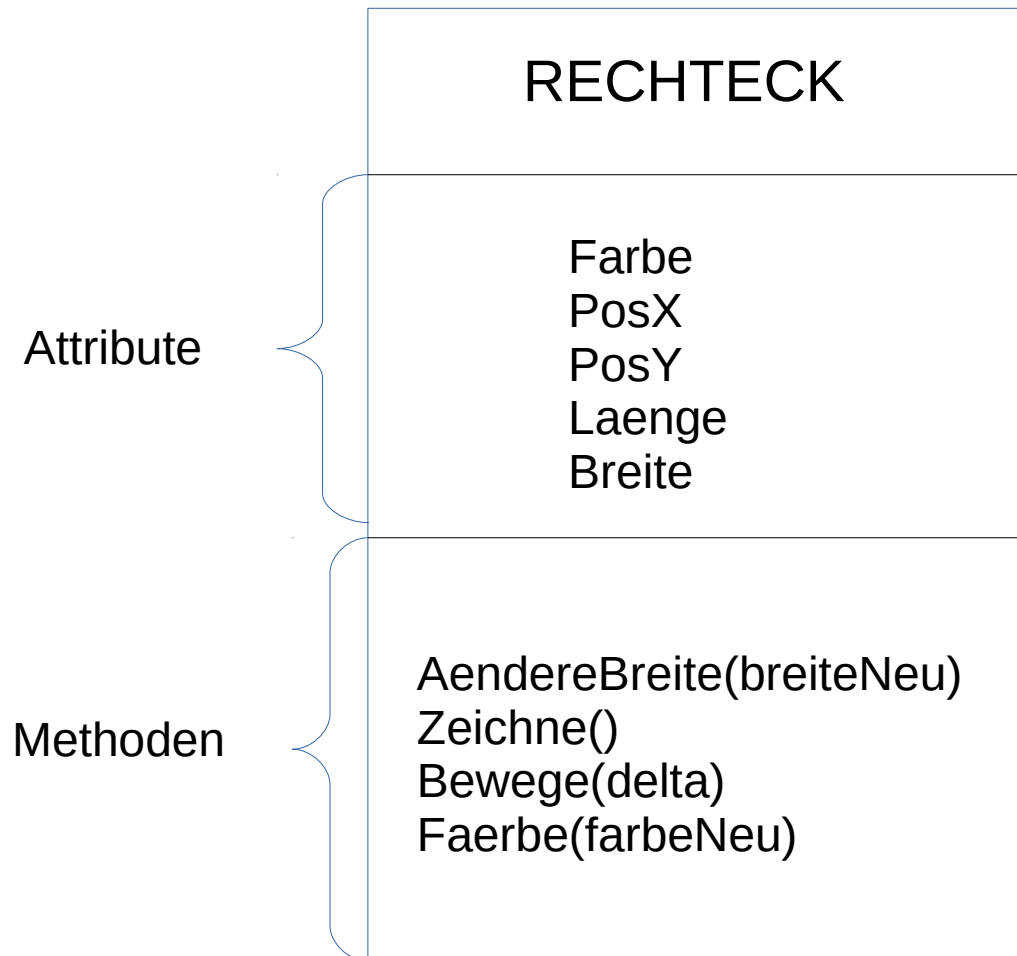 RECHTECK
Attribute
Farbe
PosX
PosY
Laenge
Breite
Methoden
AendereBreite(breiteNeu)
Zeichne()
Bewege(delta)
Faerbe(farbeNeu)